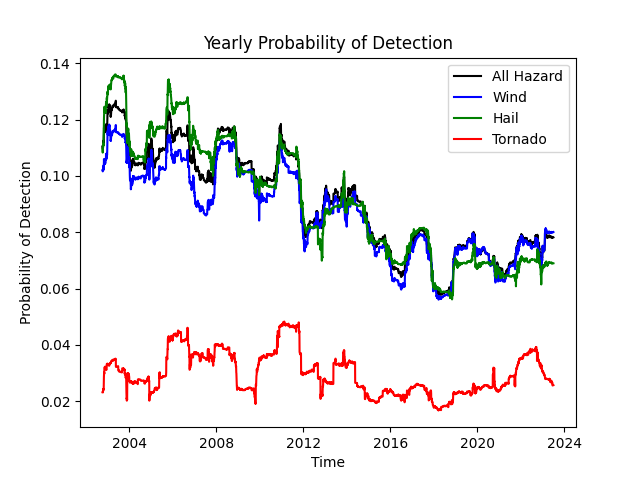 Yearly Probability of Detection
All Hazard
Wind
Hail
Tornado
Probability of Detection
0.14
0.12
0.10
0.08
0.06
0.04
0.02
2004 2008 2012 2016 2020 2024
Time